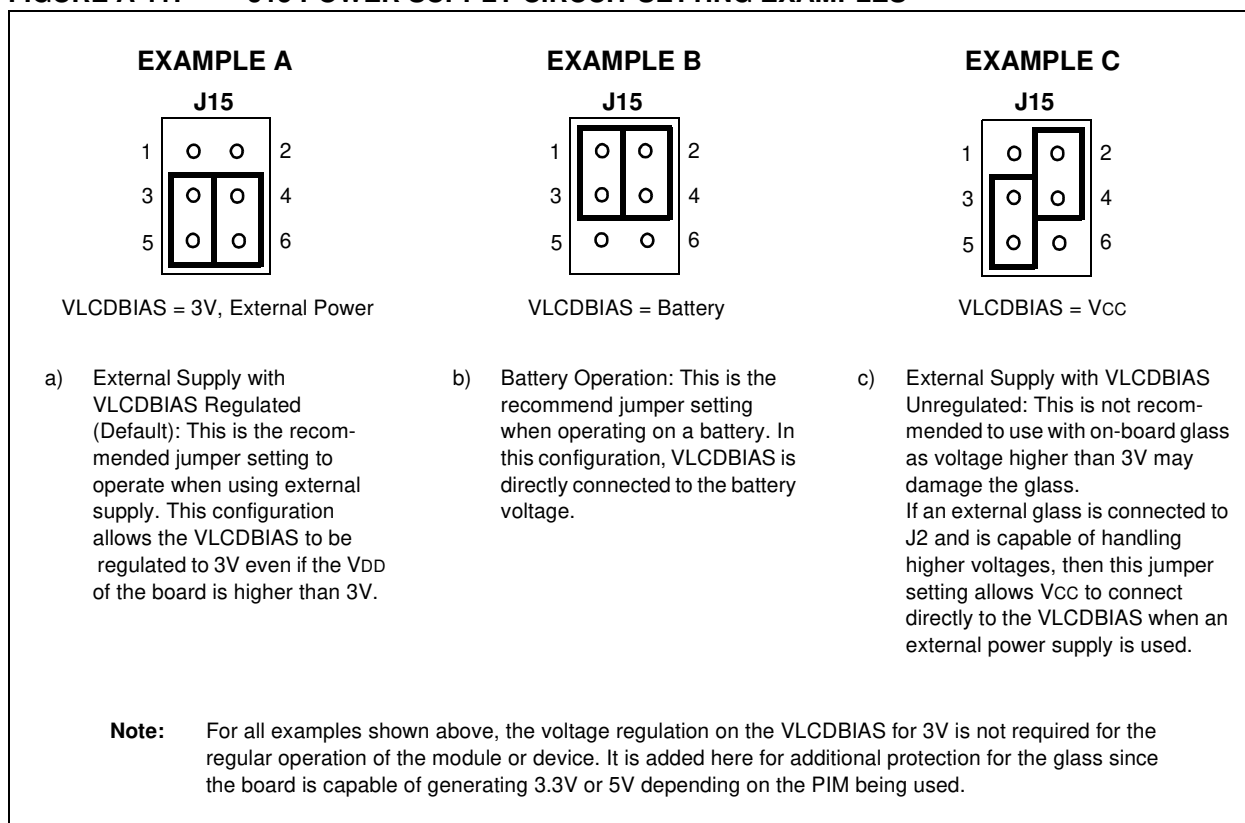 EXAMPLE A
J15
1 2
3 4
5 6
VLCDBIAS = 3V, External Power
a) External Supply with
VLCDBIAS Regulated
(Default): This is the recom-
mended jumper setting to
operate when using external
supply. This configuration
allows the VLCDBIAS to be
regulated to 3V even if the VDD
of the board is higher than 3V.
EXAMPLE B
J15
1 2
3 4
5 6
VLCDBIAS = Battery
b) Battery Operation: This is the
recommend jumper setting
when operating on a battery. In
this configuration, VLCDBIAS is
directly connected to the battery
voltage.
EXAMPLE C
J15
1 2
3 4
5 6
VLCDBIAS = VCC
c) External Supply with VLCDBIAS
Unregulated: This is not recom-
mended to use with on-board glass
as voltage higher than 3V may
damage the glass.
If an external glass is connected to
J2 and is capable of handling
higher voltages, then this jumper
setting allows VCC to connect
directly to the VLCDBIAS when an
external power supply is used.
Note: For all examples shown above, the voltage regulation on the VLCDBIAS for 3V is not required for the
regular operation of the module or device. It is added here for additional protection for the glass since
the board is capable of generating 3.3V or 5V depending on the PIM being used.